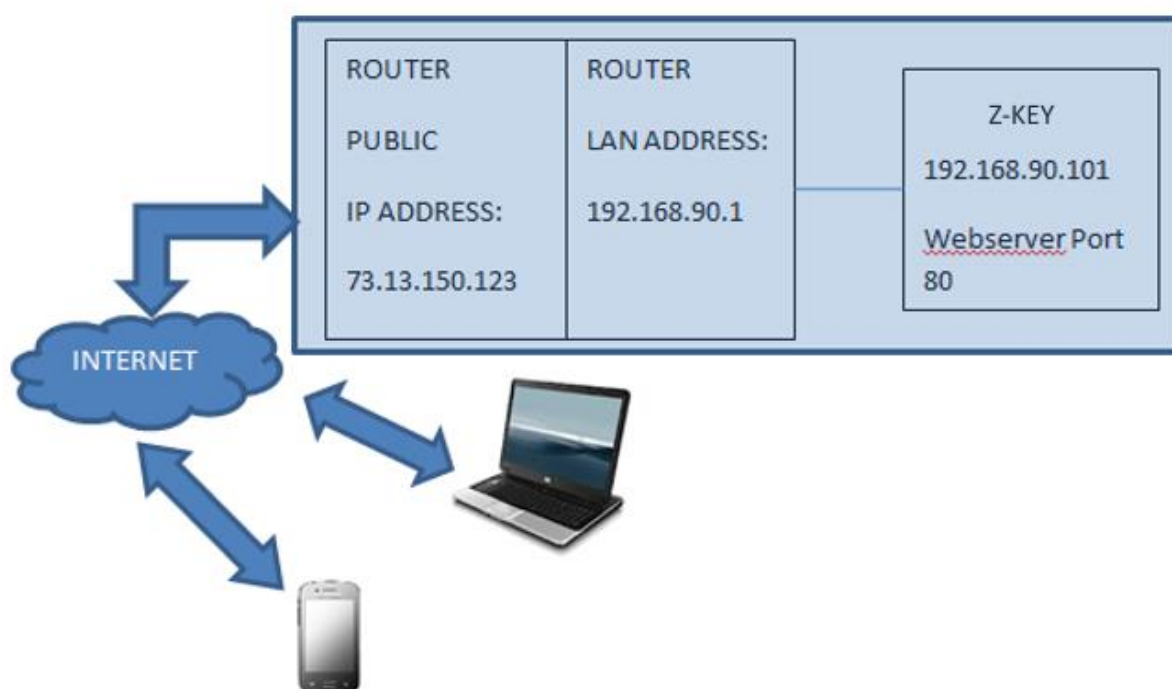 ROUTER
PUBLIC
IP ADDRESS:
73.13.150.123
ROUTER
LAN ADDRESS:
192.168.90.1
Z-KEY
192.168.90.101
Webserver Port
80
INTERNET